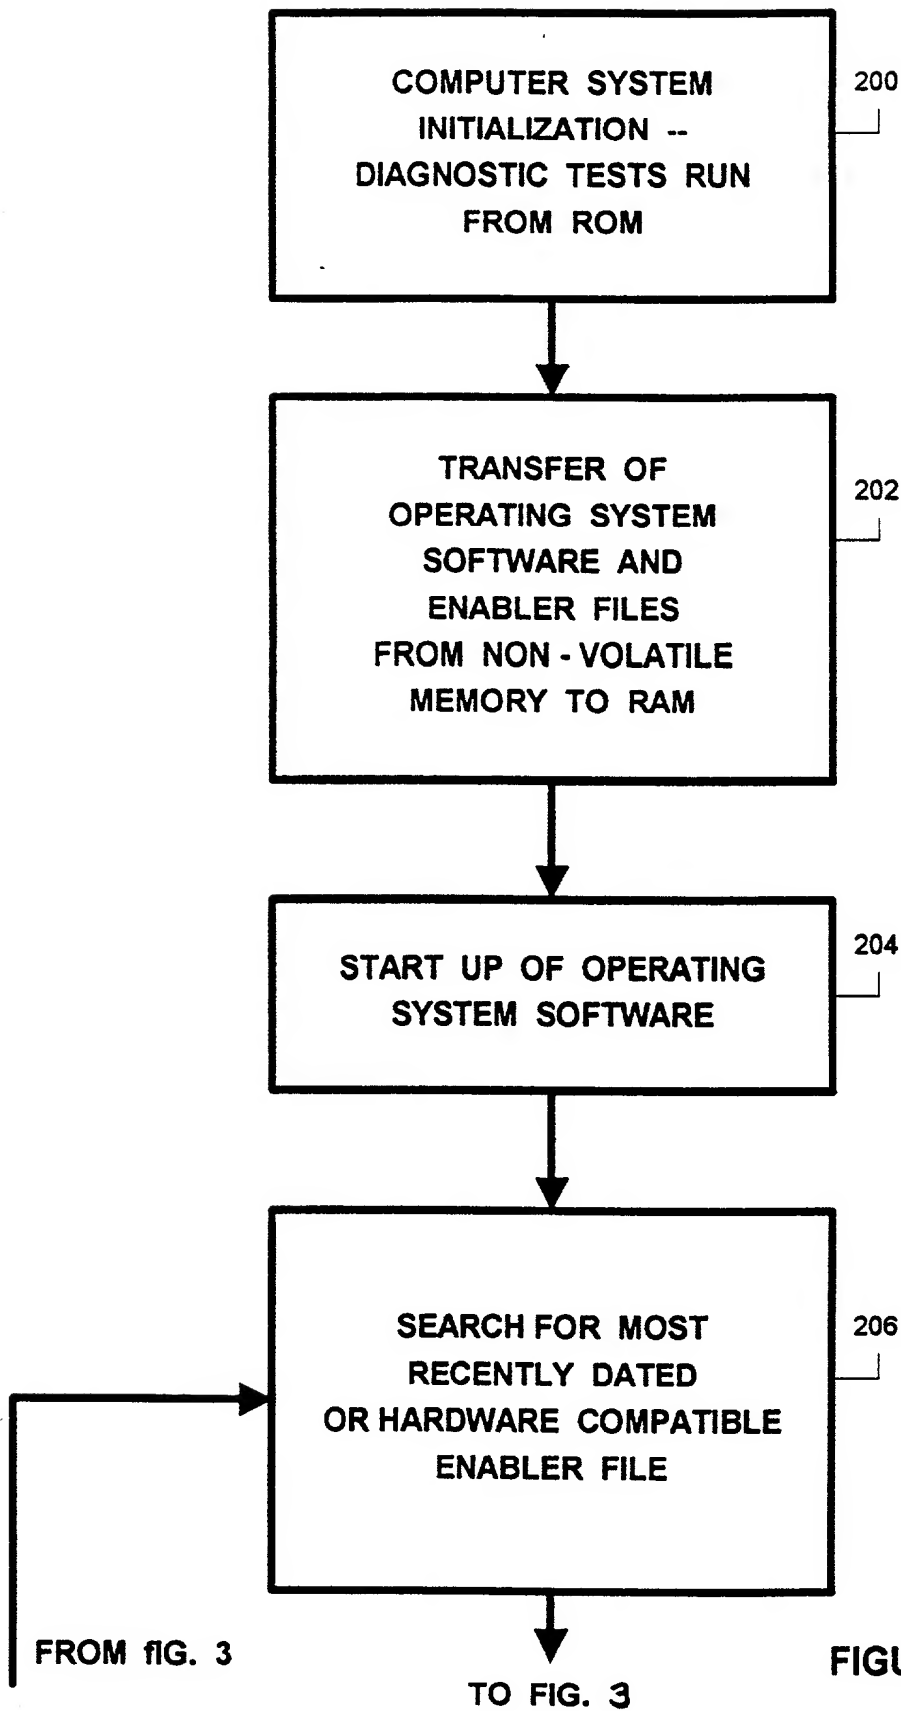 COMPUTER SYSTEM
INITIALIZATION --
DIAGNOSTIC TESTS RUN
FROM ROM
200
TRANSFER OF
OPERATING SYSTEM
SOFTWARE AND
ENABLER FILES
FROM NON - VOLATILE
MEMORY TO RAM
202
START UP OF OPERATING
SYSTEM SOFTWARE
204
SEARCH FOR MOST
RECENTLY DATED
OR HARDWARE COMPATIBLE
ENABLER FILE
206
FROM fIG. 3
TO FIG. 3